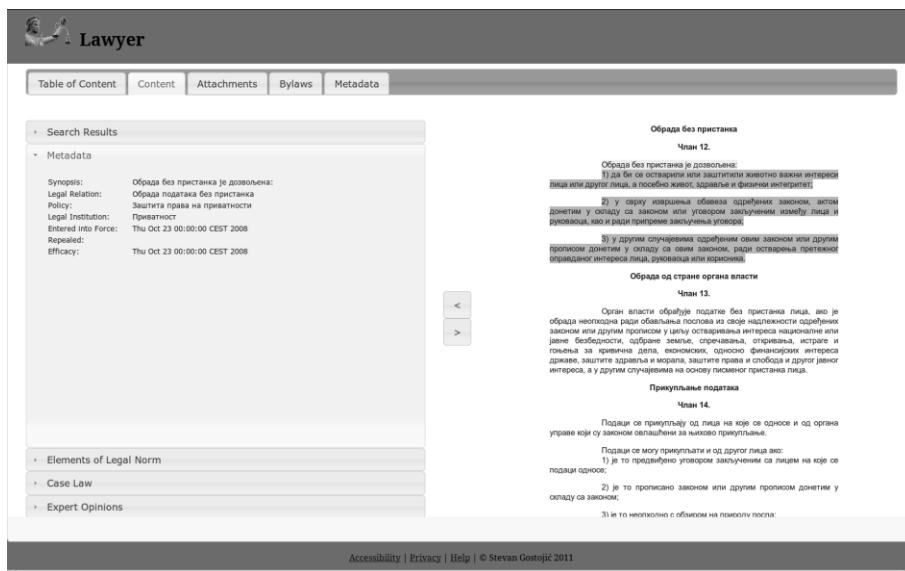 Lawyer
Table of Content
Content
Attachments
Bylaws
Metadata
Search Results
Metadata
Synopsis: Обрада без пристанка је дозвољена:
Legal Relation: Обрада података без пристанка
Policy: Заштита права на приватности
Legal Institution: Приватност
Entered into Force: Thu Oct 23 00:00:00 CEST 2008
Repealed:
Efficacy: Thu Oct 23 00:00:00 CEST 2008
Elements of Legal Norm
Case Law
Expert Opinions
<
>
Обрада без пристанка
Члан 12.
Обрада без пристанка је дозвољена:
1) да би се остварили или заштитили животно важни интереси
лица или другог лица, а посебно живот, здравље и физички интегритет;
2) у сврху извршења обавеза одређених законом, актом
донетим у складу са законом или уговором закљученим између лица и
руковаоца, као и ради припреме закључења уговора;
3) у другим случајевима одређеним овим законом или другим
прописом донетим у складу са овим законом, ради остварења претежног
оправданог интереса лица, руковаоца или корисника.
Обрада од стране органа власти
Члан 13.
Орган власти обрађује податке без пристанка лица, ако је
обрада неопходна ради обављања послова из своје надлежности одређених
законом или другим прописом у циљу остваривања интереса националне или
јавне безбедности, одбране земље, спречавања, откривања, истраге и
гоњења за кривична дела, економских, односно финансијских интереса
државе, заштите здравља и морала, заштите права и слобода и другог јавног
интереса, а у другим случајевима на основу писменог пристанка лица.
Прикупљање података
Члан 14.
Подаци се прикупљају од лица на које се односе и од органа
управе који су законом овлашћени за њихово прикупљање.
Подаци се могу прикупљати и од другог лица ако:
1) је то предвиђено уговором закљученим са лицем на које се
подаци односе;
2) је то прописано законом или другим прописом донетим у
складу са законом;
3) је то неопходно с обзиром на природу посла;
Accessibility | Privacy | Help | © Stevan Gostojić 2011